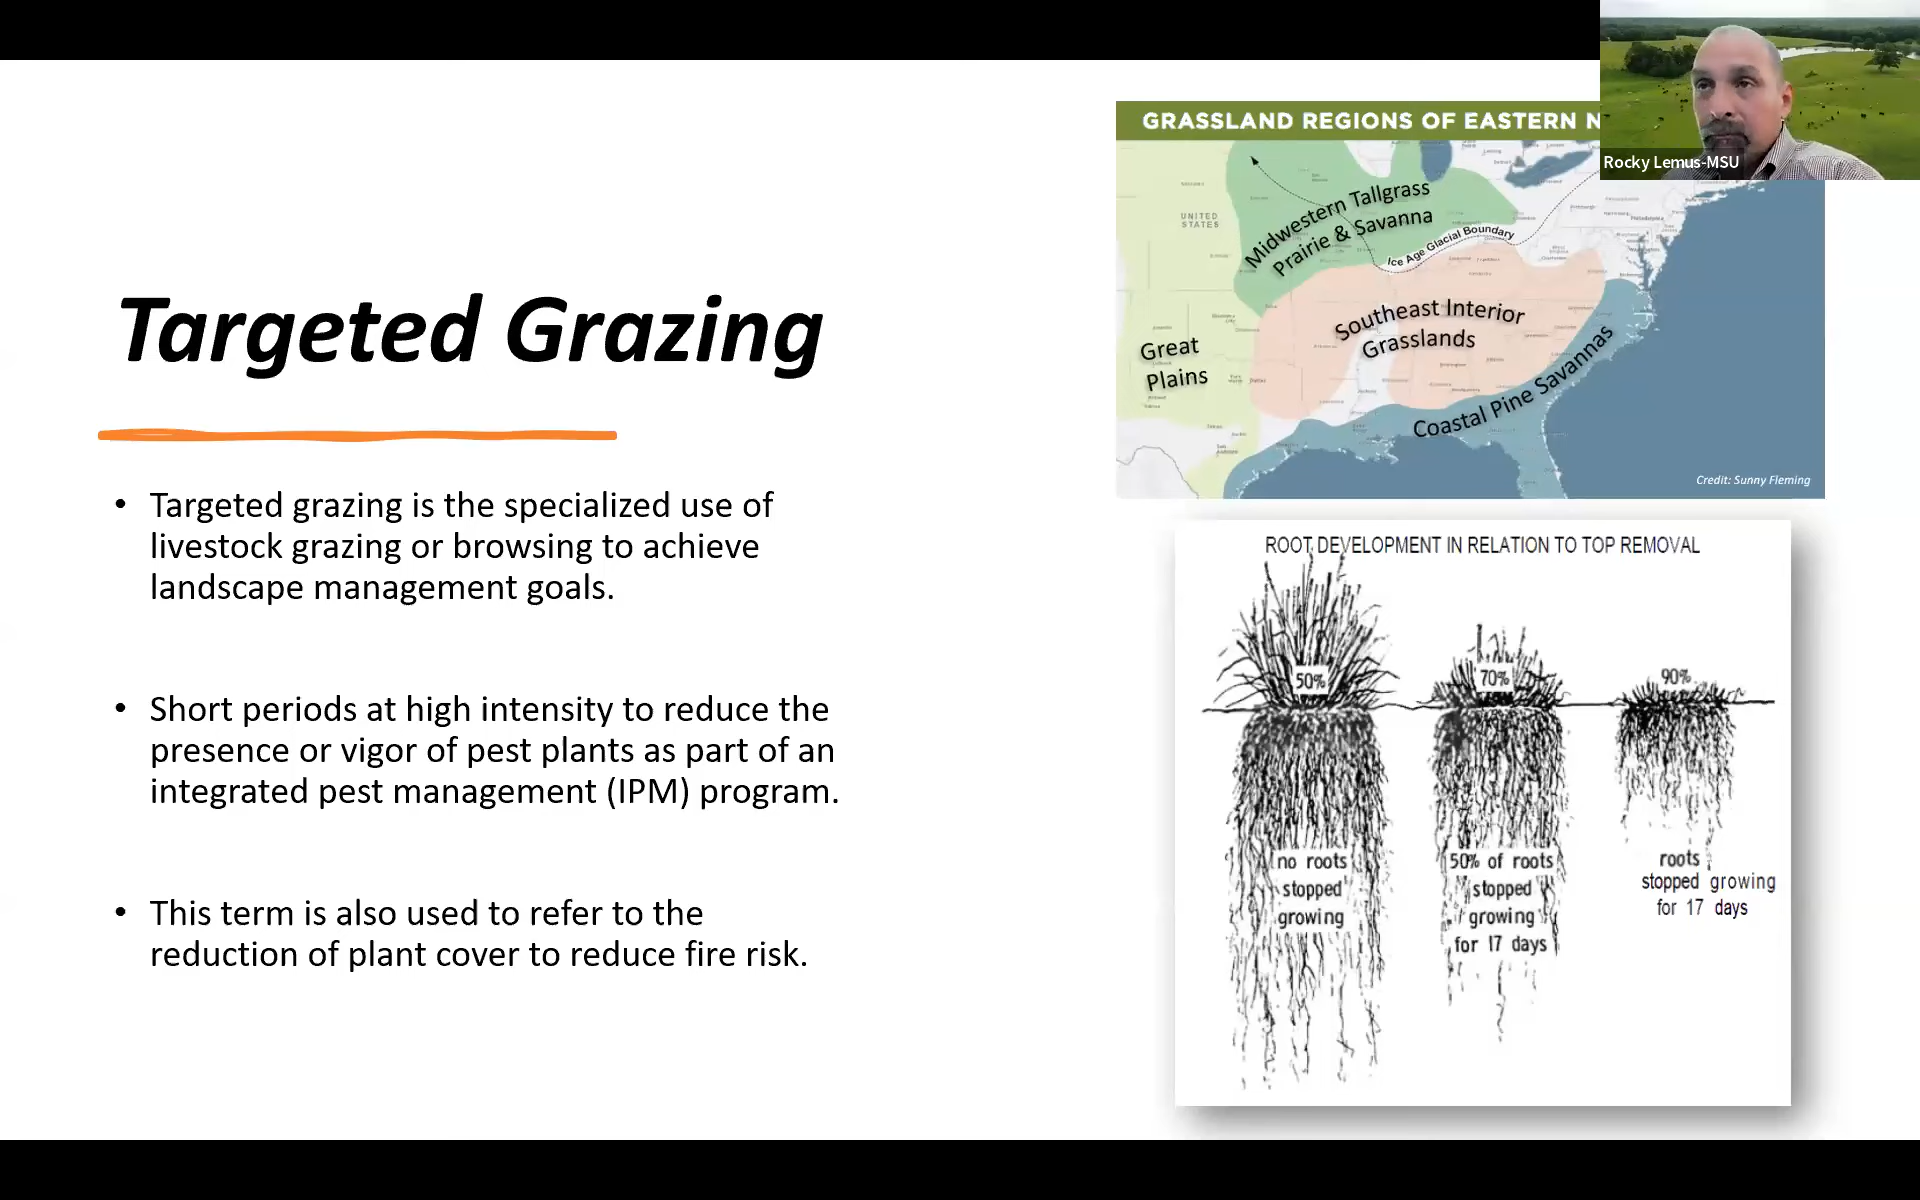 GRASSLAND REGIONS OF EASTERN N
Rocky Lemus-MSU
UNITED
STATES
Midwestern Tallgrass
Prairie & Savanna
Ice Age Glacial Boundary
Southeast Interior
Grasslands
Great
Plains
Coastal Pine Savannas
Credit: Sunny Fleming
Targeted Grazing
• Targeted grazing is the specialized use of
livestock grazing or browsing to achieve
landscape management goals.
• Short periods at high intensity to reduce the
presence or vigor of pest plants as part of an
integrated pest management (IPM) program.
• This term is also used to refer to the
reduction of plant cover to reduce fire risk.
ROOT DEVELOPMENT IN RELATION TO TOP REMOVAL
50%
70%
90%
no roots
stopped
growing
50% of roots
stopped
growing
for 17 days
roots
stopped growing
for 17 days